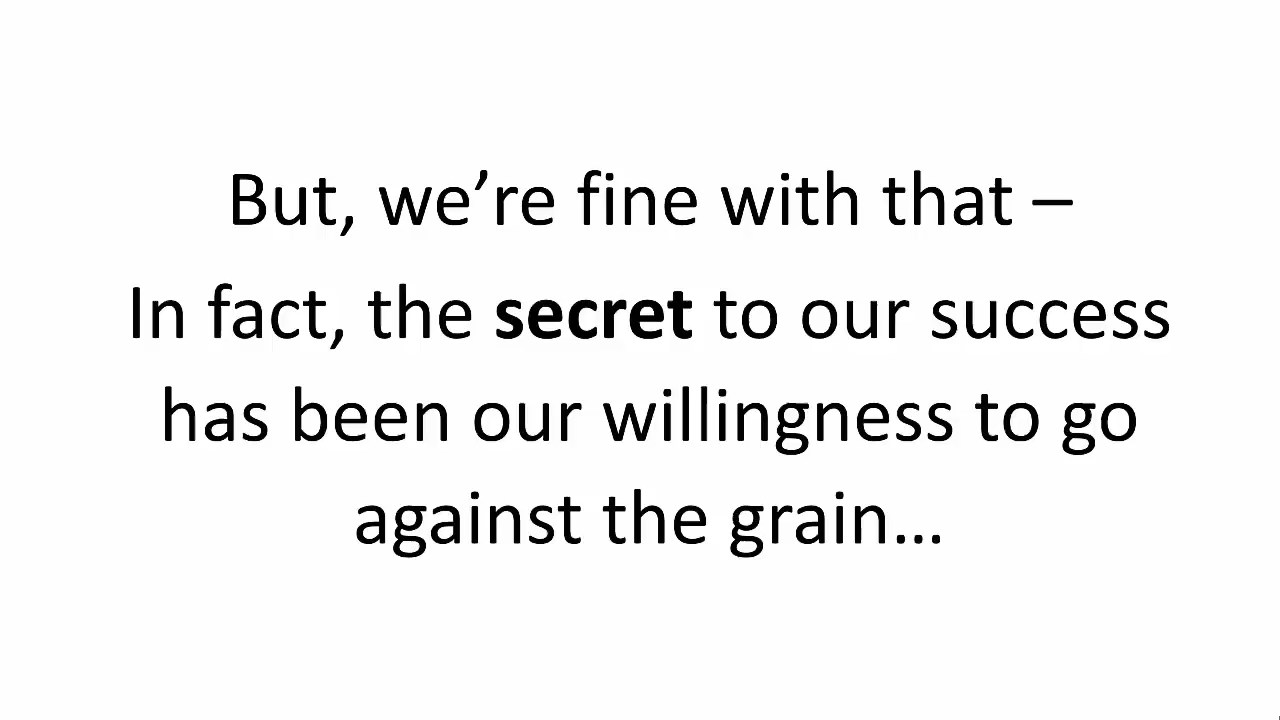 But, we’re fine with that –
In fact, the secret to our success
has been our willingness to go
against the grain…